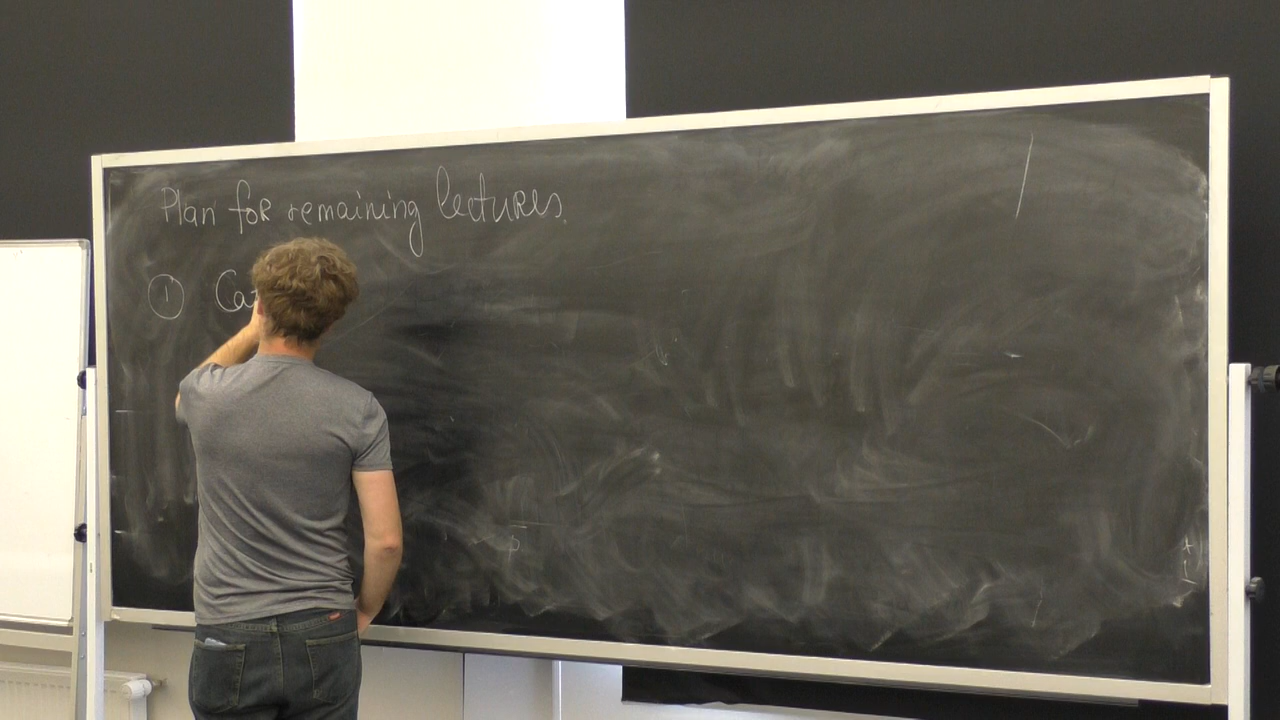 Plan for remaining lectures.
①